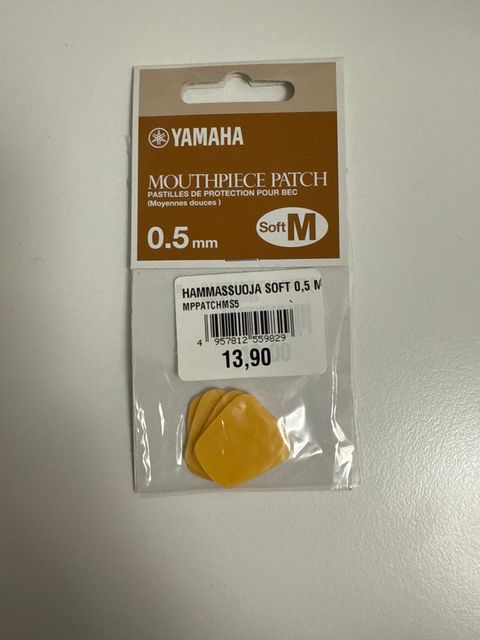 YAMAHA
MOUTHPIECE PATCH
PASTILLES DE PROTECTION POUR BEC
(Moyennes douces)
0.5 mm
Soft M
HAMMASSUOJA SOFT 0,5 M
MPPATCHMS5
4 957812 559829
13,90